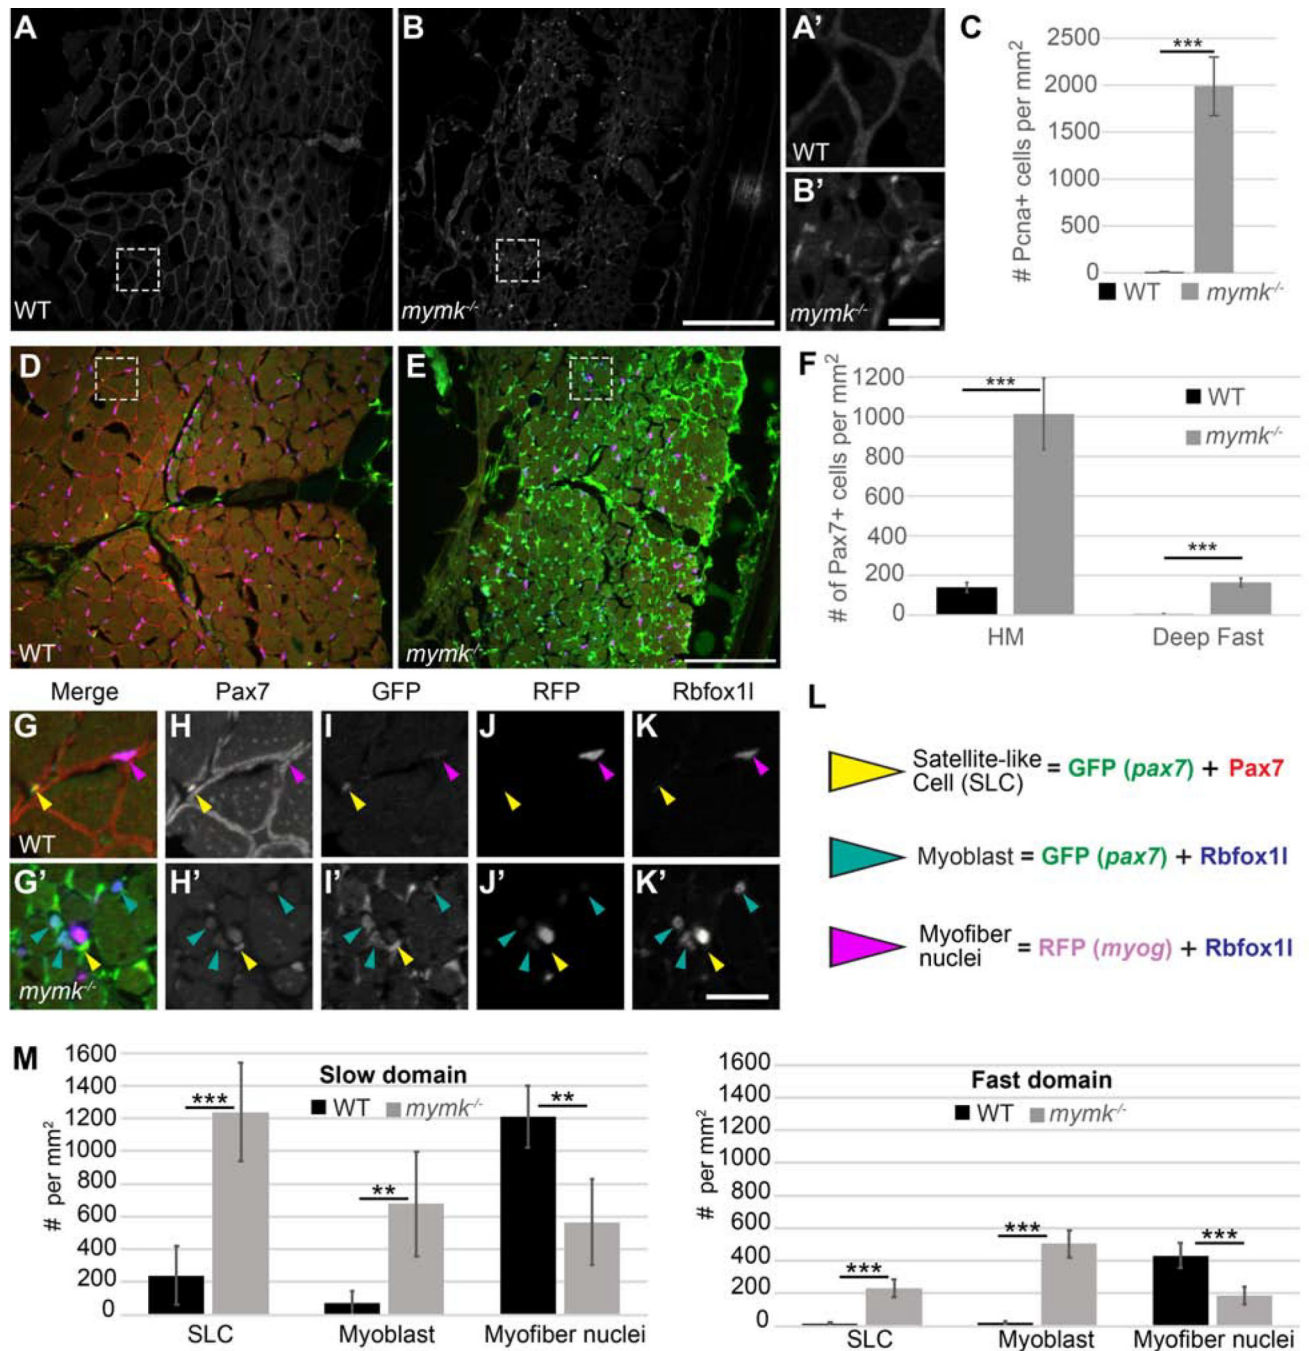 A
WT
B
mymk-/-
A'
WT
B'
mymk-/-
C
# Pcna+ cells per mm2
2500
2000
1500
1000
500
0
***
WT mymk-/-
D
WT
E
mymk-/-
F
# of Pax7+ cells per mm2
1200
1000
800
600
400
200
0
***
***
WT
mymk-/-
HM Deep Fast
Merge Pax7 GFP RFP Rbfox1l
G H I J K
WT
G' H' I' J' K'
mymk-/-
L
Satellite-like
Cell (SLC) = GFP (pax7) + Pax7
Myoblast = GFP (pax7) + Rbfox1l
Myofiber
nuclei = RFP (myog) + Rbfox1l
M
# per mm2
1600
1400
1200
1000
800
600
400
200
0
Slow domain
WT mymk-/-
*** ** **
SLC Myoblast Myofiber nuclei
# per mm2
1600
1400
1200
1000
800
600
400
200
0
Fast domain
WT mymk-/-
*** *** ***
SLC Myoblast Myofiber nuclei